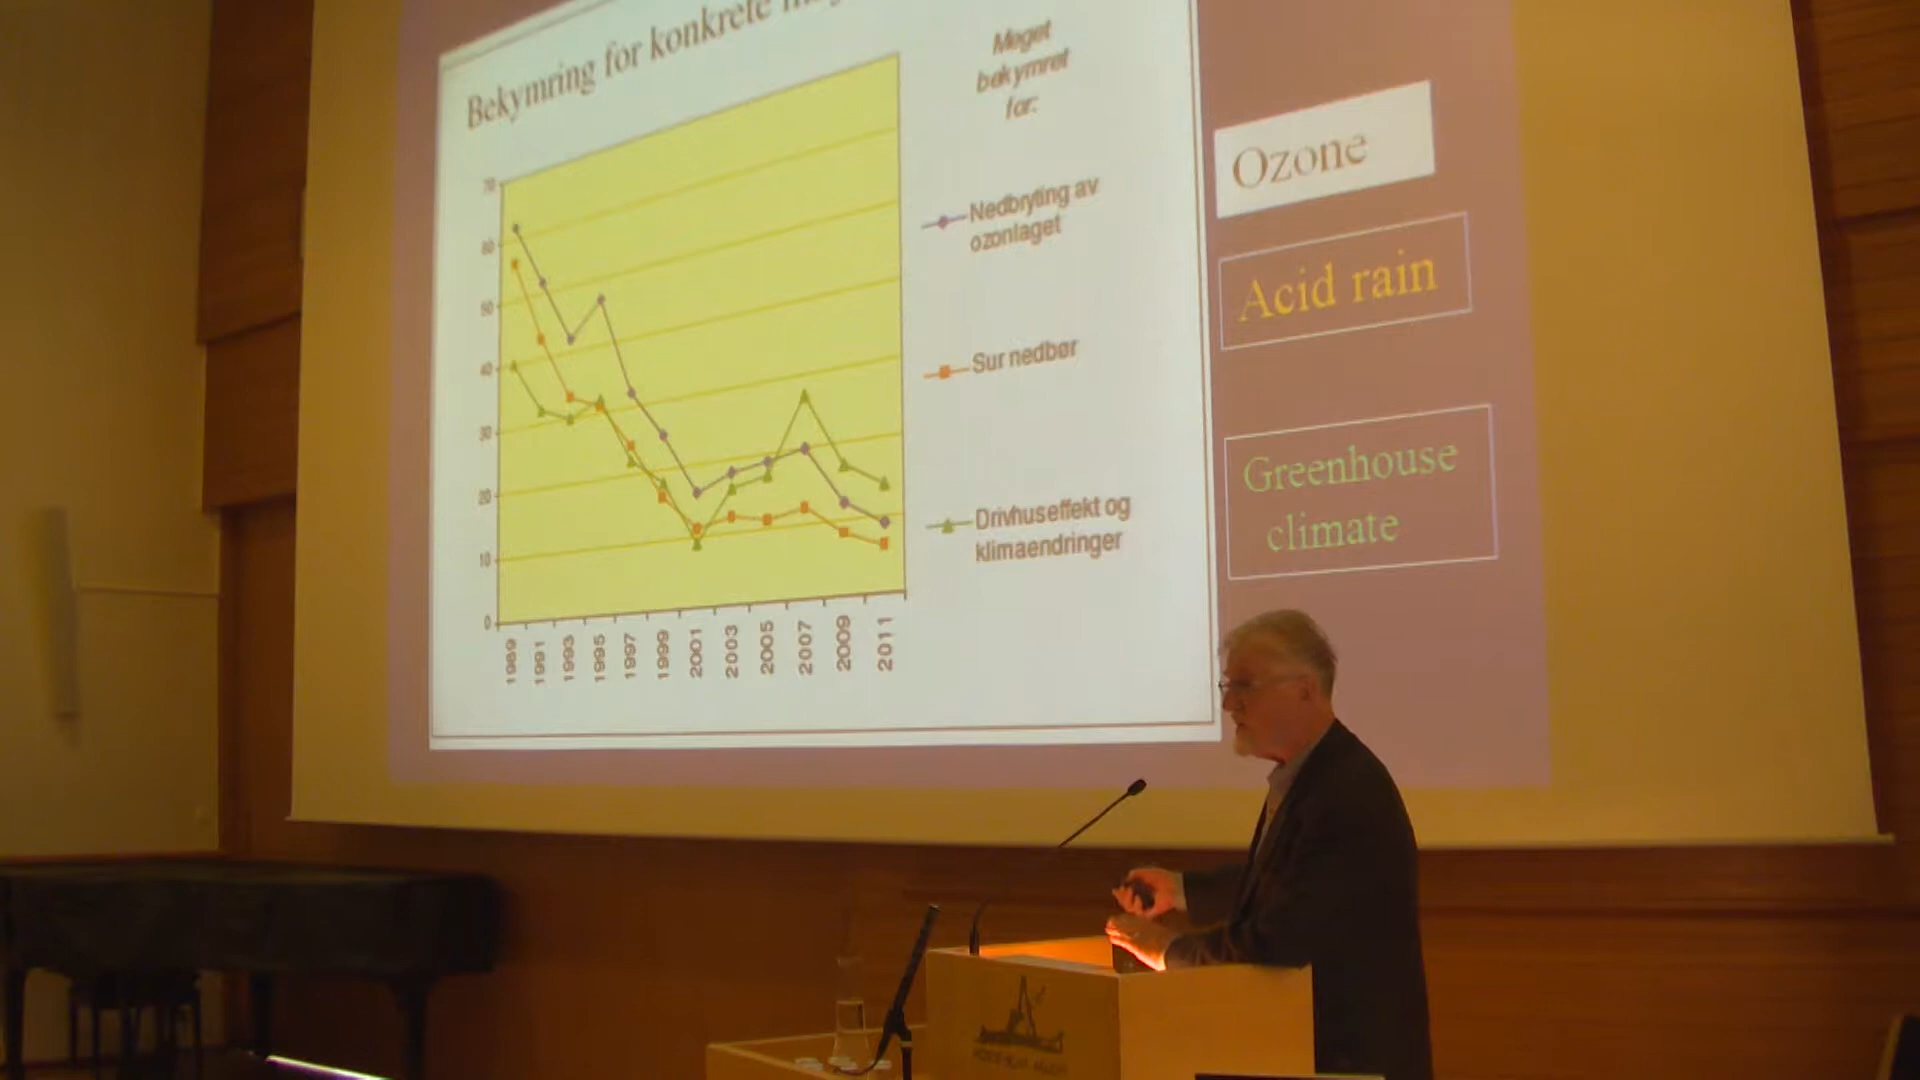 Bekymring for konkrete
Meget
bekymret
for:
Nedbryting av
ozonlaget
Sur nedbør
Drivhuseffekt og
klimaendringer
70
60
50
40
30
20
10
0
1989
1991
1993
1995
1997
1999
2001
2003
2005
2007
2009
2011
Ozone
Acid rain
Greenhouse
climate